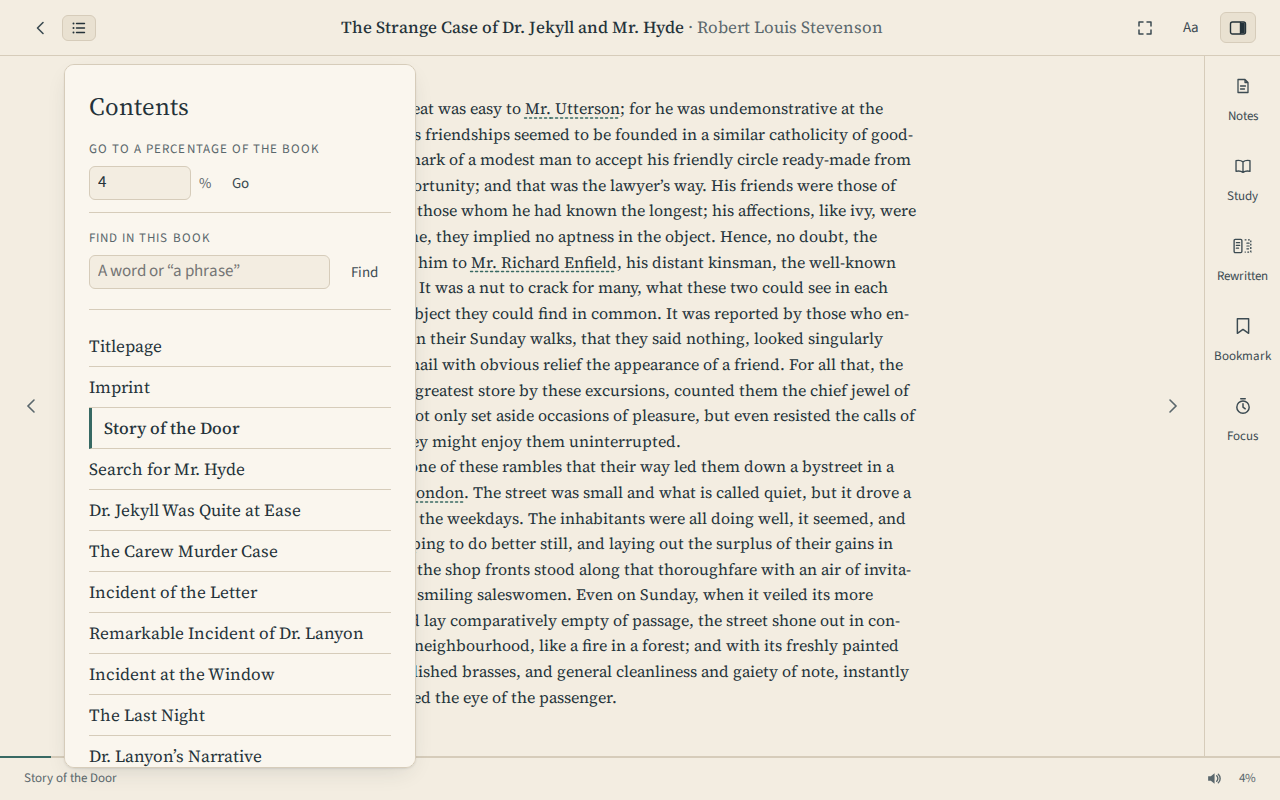 The Strange Case of Dr. Jekyll and Mr. Hyde · Robert Louis Stevenson
Aa
Contents
GO TO A PERCENTAGE OF THE BOOK
4 % Go
FIND IN THIS BOOK
A word or “a phrase” Find
Titlepage
Imprint
Story of the Door
Search for Mr. Hyde
Dr. Jekyll Was Quite at Ease
The Carew Murder Case
Incident of the Letter
Remarkable Incident of Dr. Lanyon
Incident at the Window
The Last Night
Dr. Lanyon’s Narrative
was easy to Mr. Utterson; for he was undemonstrative at the
friendships seemed to be founded in a similar catholicity of good-
of a modest man to accept his friendly circle ready-made from
and that was the lawyer’s way. His friends were those of
those whom he had known the longest; his affections, like ivy, were
they implied no aptness in the object. Hence, no doubt, the
him to Mr. Richard Enfield, his distant kinsman, the well-known
It was a nut to crack for many, what these two could see in each
they could find in common. It was reported by those who en-
their Sunday walks, that they said nothing, looked singularly
with obvious relief the appearance of a friend. For all that, the
greatest store by these excursions, counted them the chief jewel of
only set aside occasions of pleasure, but even resisted the calls of
might enjoy them uninterrupted.
of these rambles that their way led them down a bystreet in a
. The street was small and what is called quiet, but it drove a
the weekdays. The inhabitants were all doing well, it seemed, and
to do better still, and laying out the surplus of their gains in
the shop fronts stood along that thoroughfare with an air of invita-
smiling saleswomen. Even on Sunday, when it veiled its more
lay comparatively empty of passage, the street shone out in con-
neighbourhood, like a fire in a forest; and with its freshly painted
brasses, and general cleanliness and gaiety of note, instantly
the eye of the passenger.
Notes
Study
Rewritten
Bookmark
Focus
Story of the Door
4%